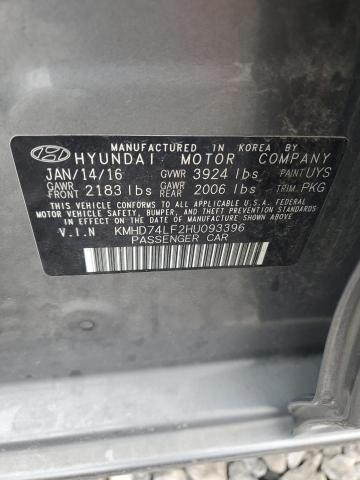 MANUFACTURED IN KOREA BY
HYUNDAI MOTOR COMPANY
JAN/14/16 GVWR 3924 lbs PAINT UYS
GAWR FRONT 2183 lbs GAWR REAR 2006 lbs TRIM. PKG
THIS VEHICLE CONFORMS TO ALL APPLICABLE U.S.A. FEDERAL
MOTOR VEHICLE SAFETY, BUMPER, AND THEFT PREVENTION STANDARDS
IN EFFECT ON THE DATE OF MANUFACTURE SHOWN ABOVE.
V.I.N KMHD74LF2HU093396
PASSENGER CAR